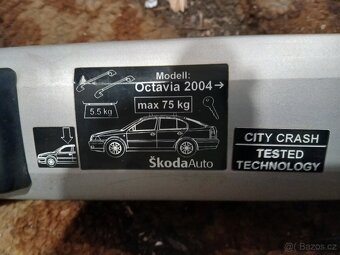 Modell:
Octavia 2004→
5.5 kg
max 75 kg
ŠkodaAuto
CITY CRASH
TESTED
TECHNOLOGY
Bazos.cz